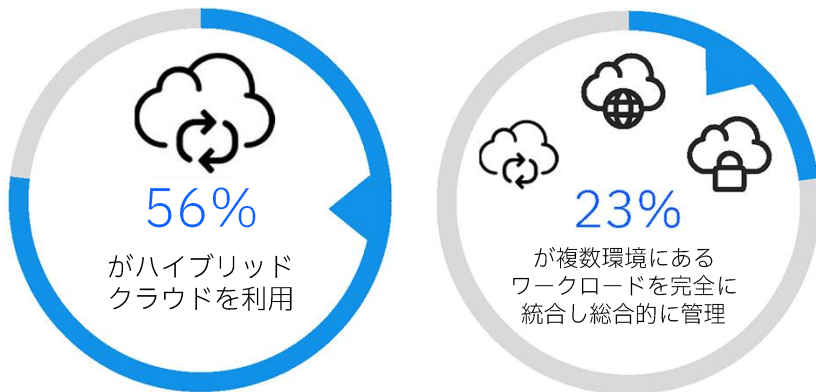 56%
がハイブリッド
クラウドを利用
23%
が複数環境にある
ワークロードを完全に
統合し総合的に管理